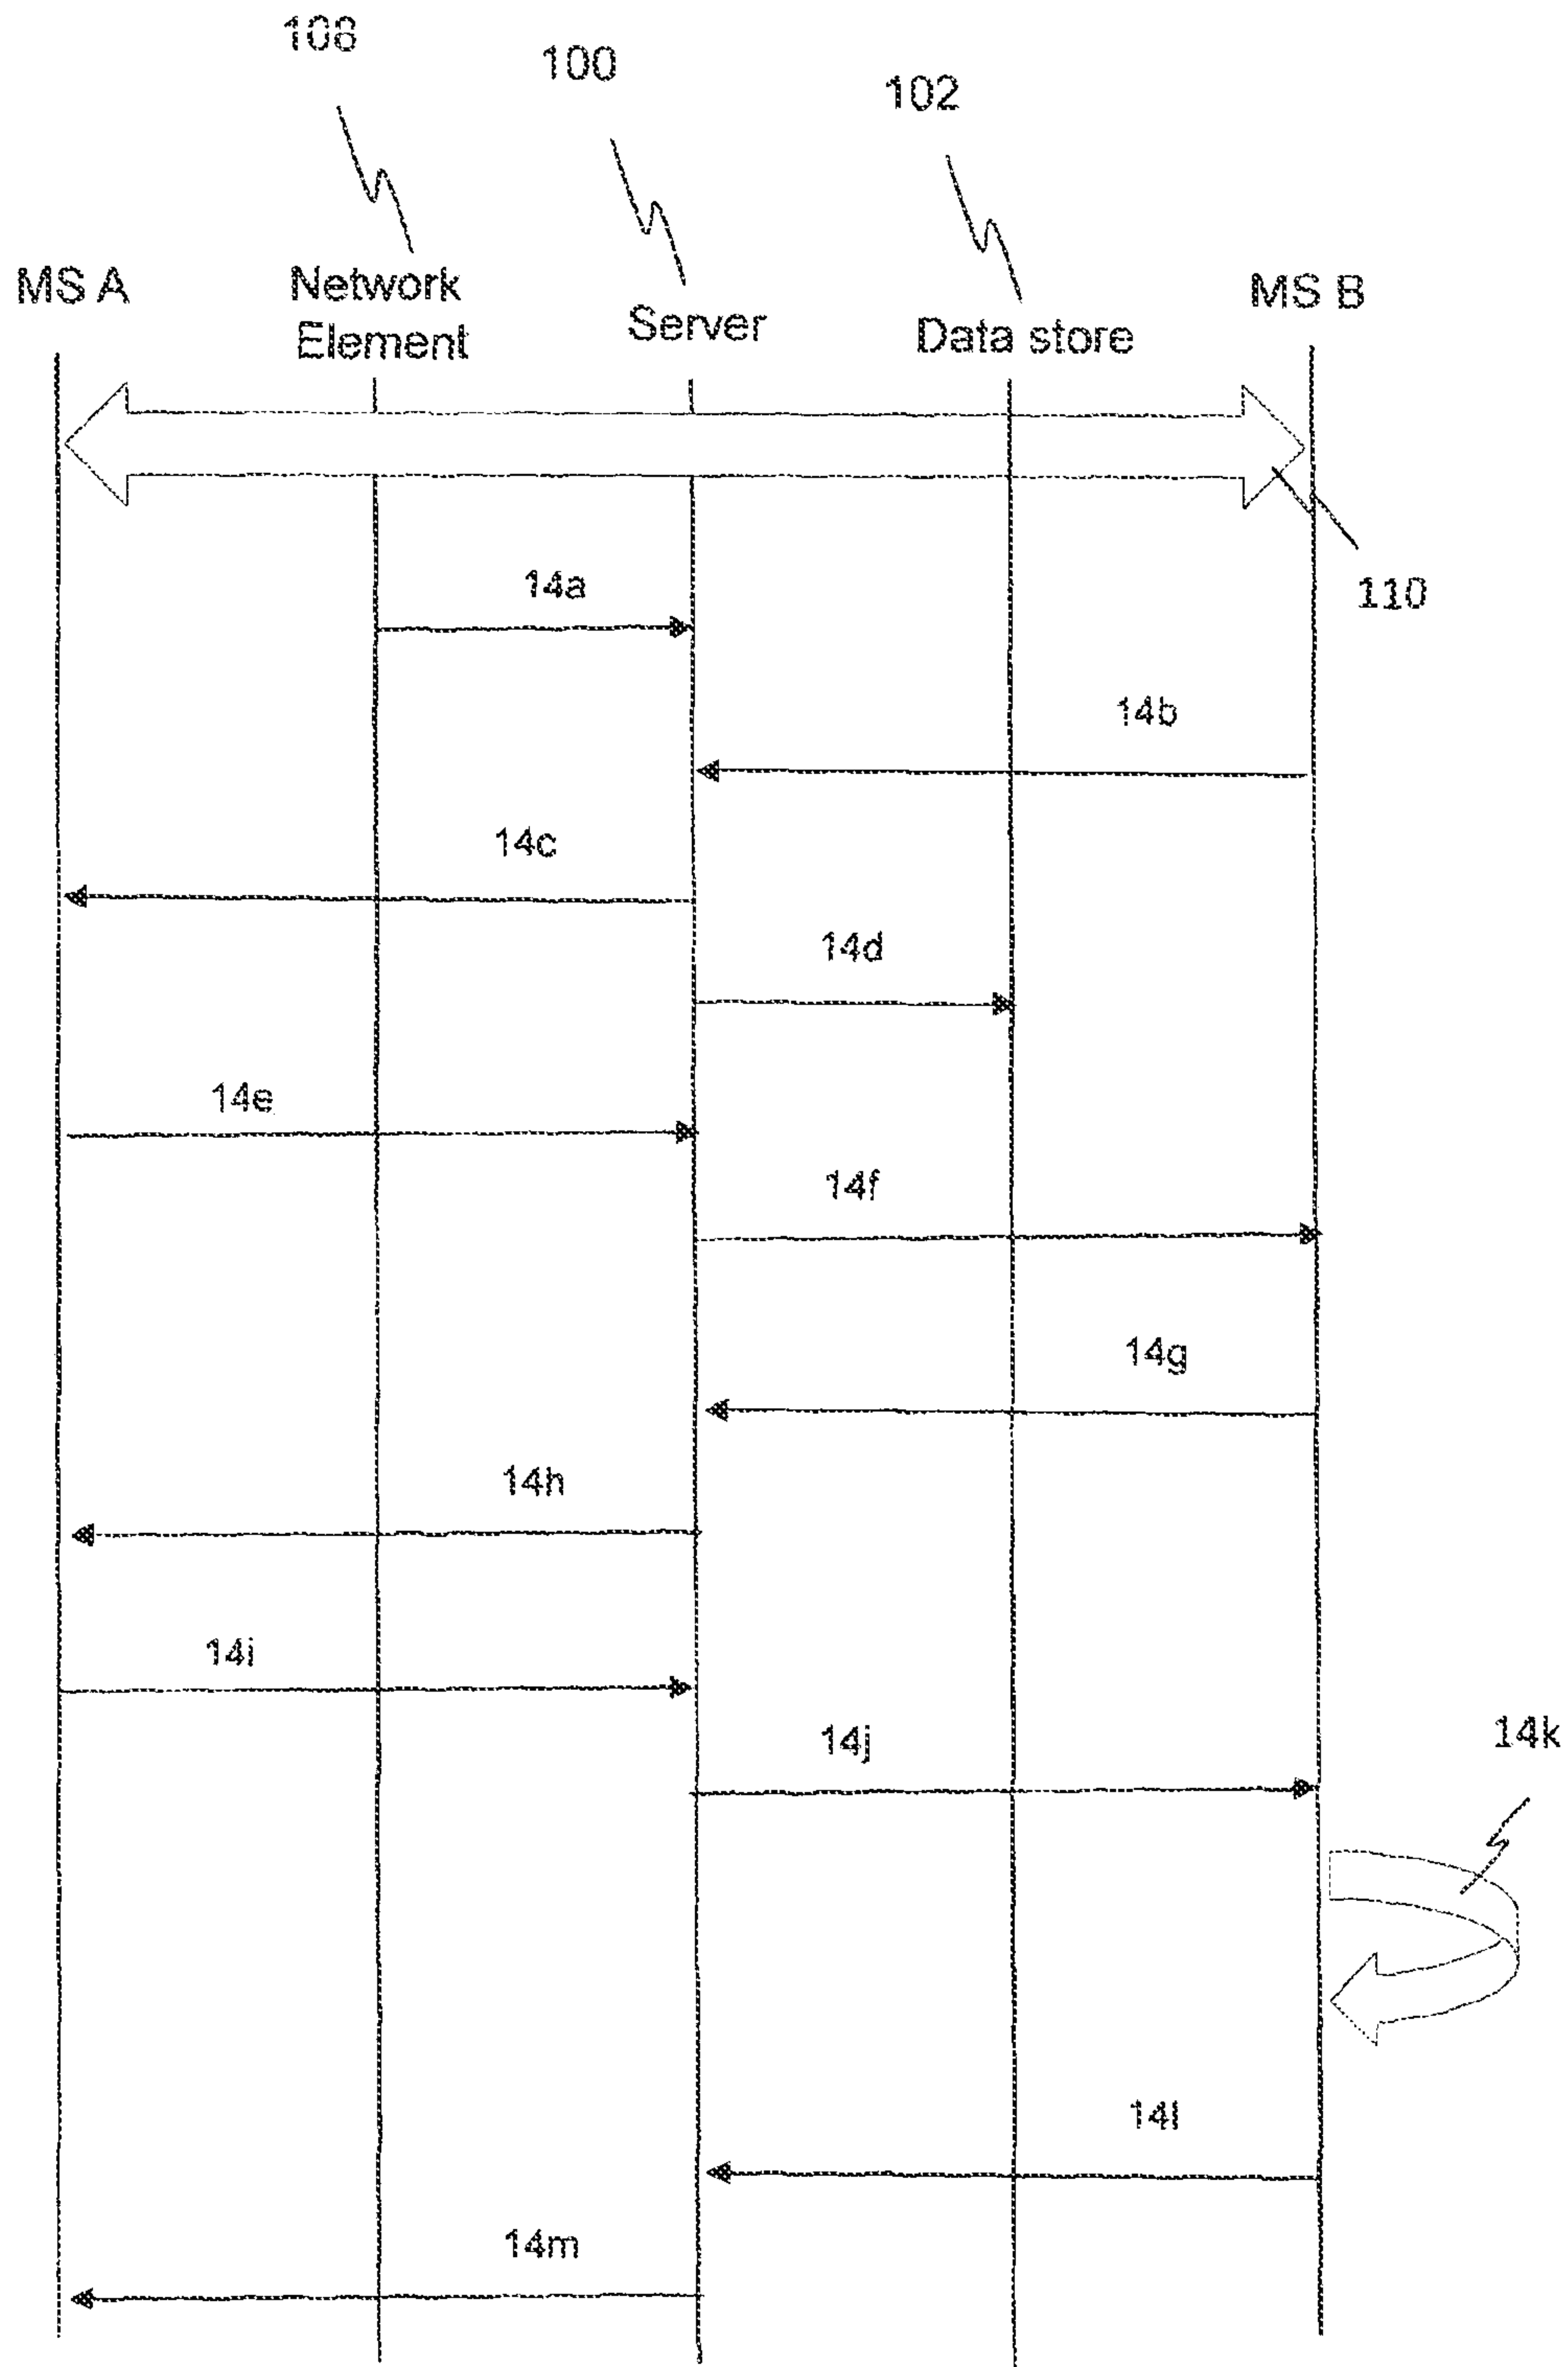 108
100
102
MS A
Network
Element
Server
Data store
MS B
110
14a
14b
14c
14d
14e
14f
14g
14h
14i
14j
14k
14l
14m